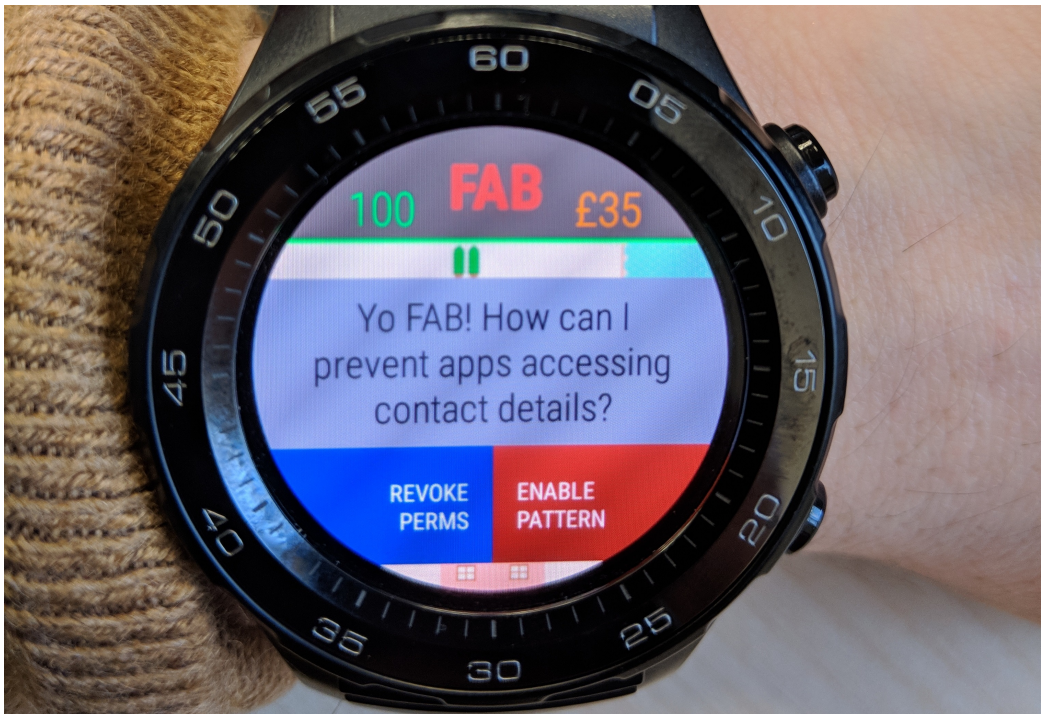 60
55
05
50
10
45
15
40
20
35
25
30
FAB
100
£35
Yo FAB! How can I
prevent apps accessing
contact details?
REVOKE
PERMS
ENABLE
PATTERN